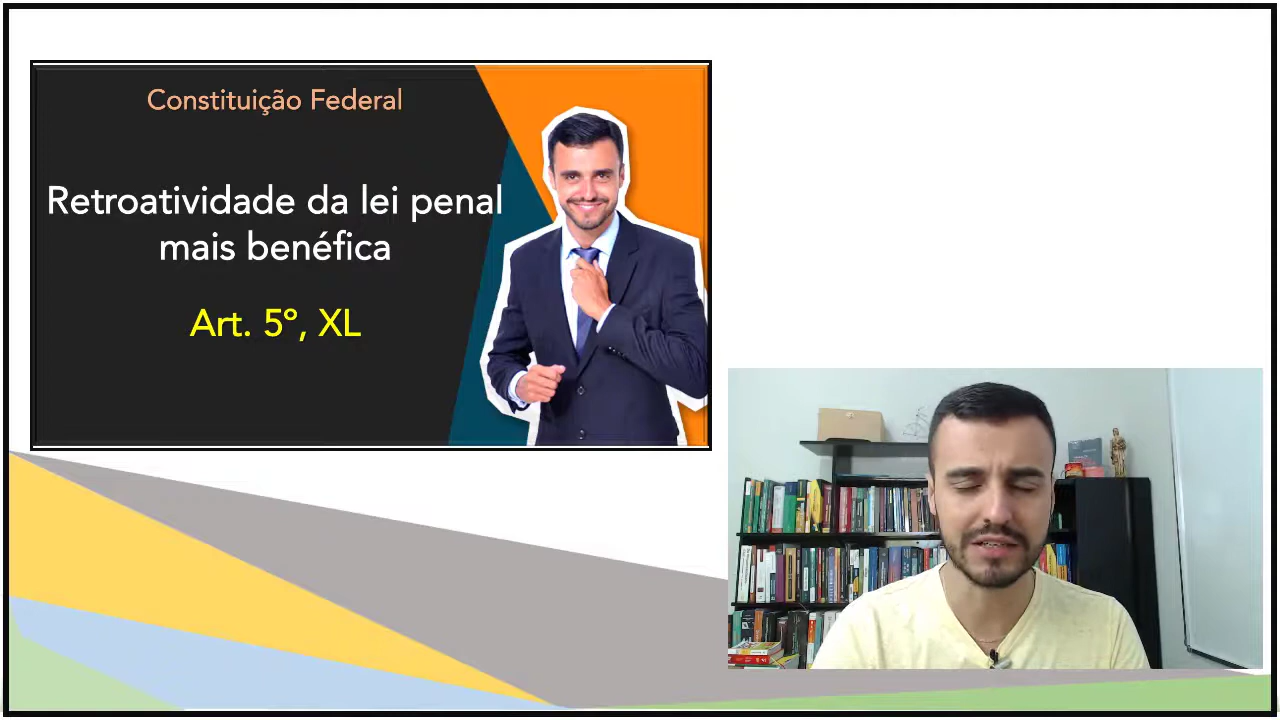 Constituição Federal
Retroatividade da lei penal
mais benéfica
Art. 5º, XL